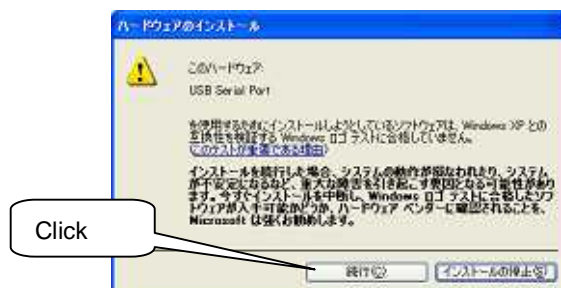 ハードウェアのインストール
このハードウェア:
USB Serial Port
を使用するためにインストールしようとしているソフトウェアは、Windows XP との
互換性を検証する Windows ロゴ テストに合格していません。
(このテストが重要である理由)
インストールを続行した場合、システムの動作が損なわれたり、システム
が不安定になるなど、重大な障害を引き起こす要因となる可能性があり
ます。今すぐインストールを中断し、Windows ロゴ テストに合格したソフ
トウェアが入手可能かどうか、ハードウェア ベンダーに確認されることを、
Microsoft は強くお勧めします。
Click
続行(C)
インストールの停止(S)